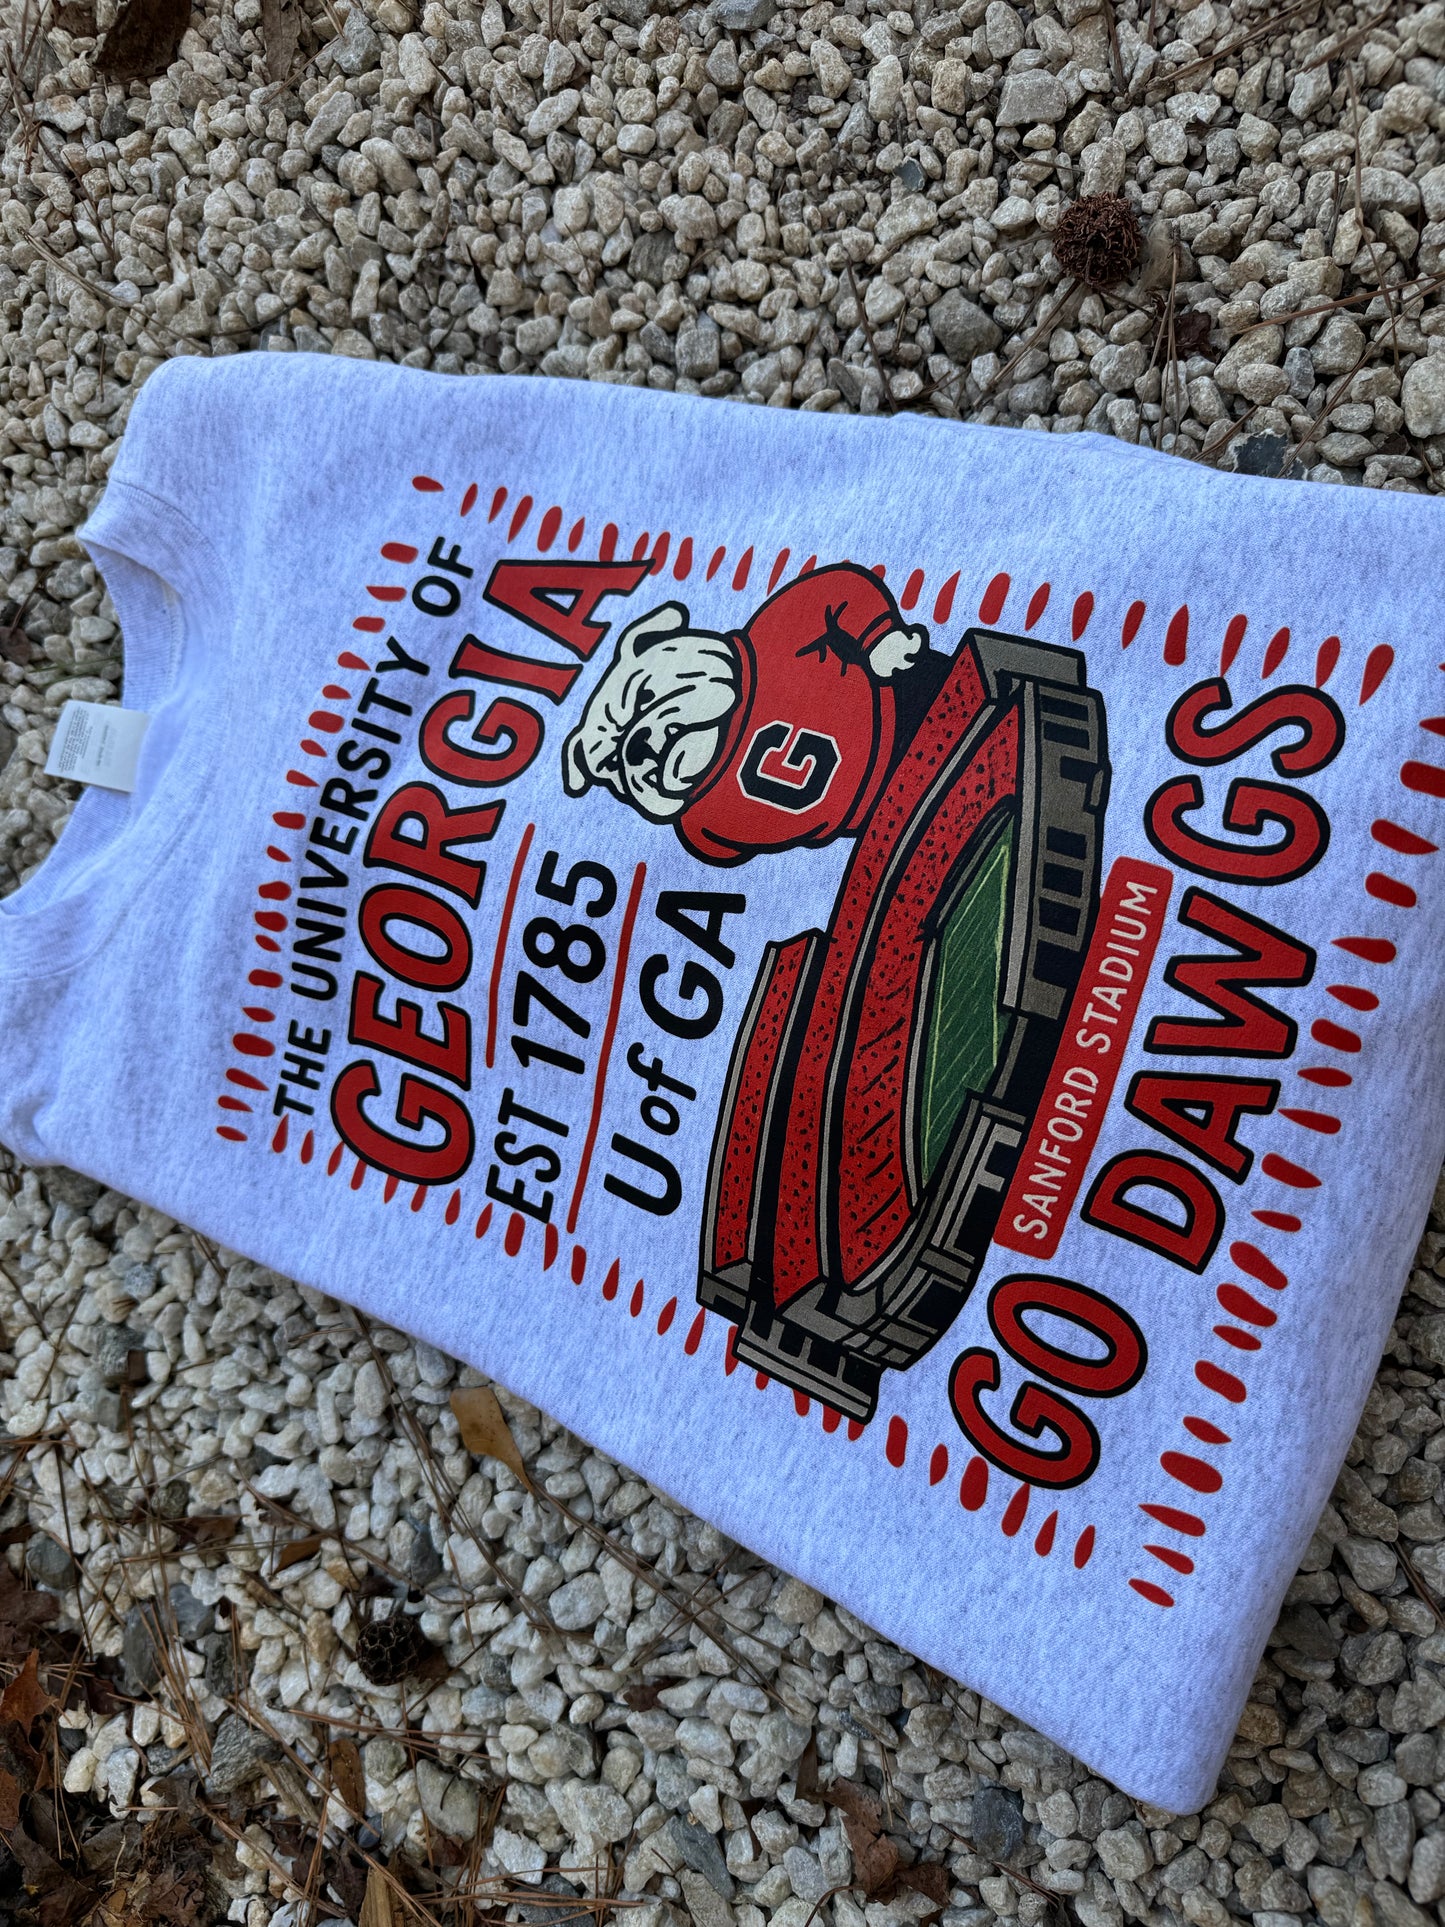 THE UNIVERSITY OF
GEORGIA
EST 1785
U of GA
G
SANFORD STADIUM
GO DAWGS